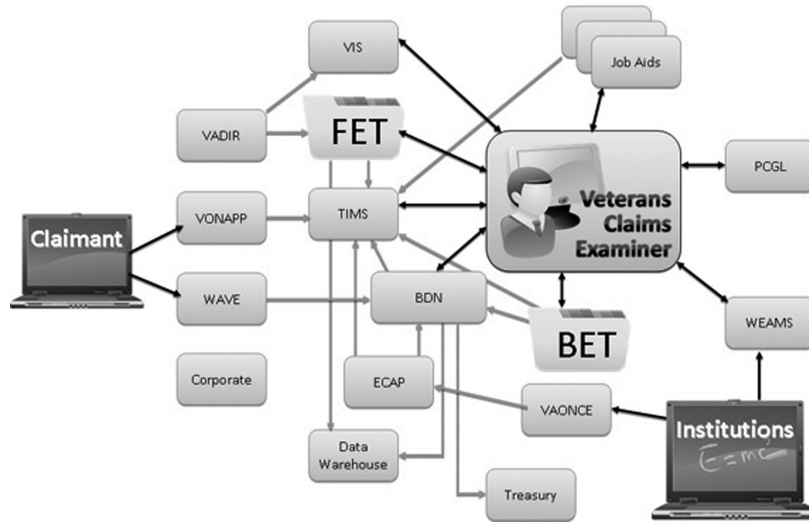 VIS
Job Aids
VADIR
FET
PCGL
Claimant
VONAPP
TIMS
Veterans
Claims
Examiner
WAVE
BDN
WEAMS
BET
Corporate
ECAP
VAONCE
Institutions
E=mc²
Data
Warehouse
Treasury